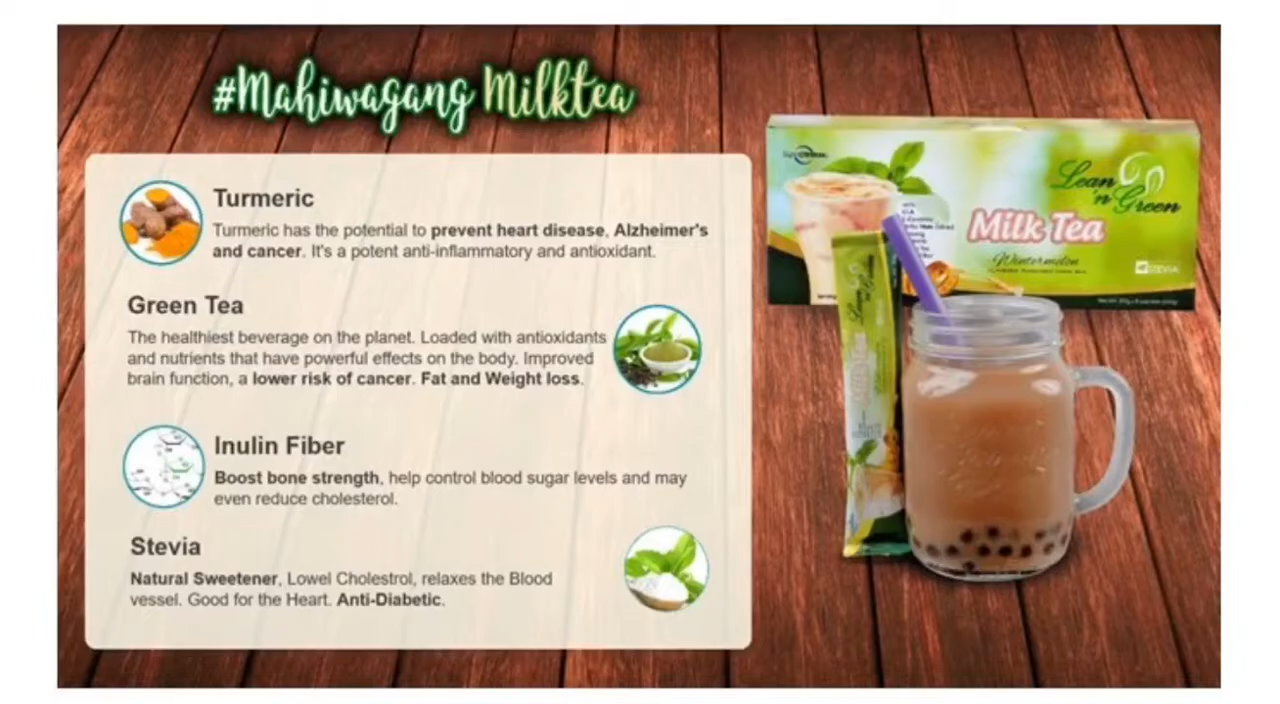 #Mahiwagang Milktea
Turmeric
Turmeric has the potential to prevent heart disease, Alzheimer's
and cancer. It's a potent anti-inflammatory and antioxidant.
Green Tea
The healthiest beverage on the planet. Loaded with antioxidants
and nutrients that have powerful effects on the body. Improved
brain function, a lower risk of cancer. Fat and Weight loss.
Inulin Fiber
Boost bone strength, help control blood sugar levels and may
even reduce cholesterol.
Stevia
Natural Sweetener, Lowel Cholestrol, relaxes the Blood
vessel. Good for the Heart. Anti-Diabetic.
Lean
'n
Green
Milk Tea
Wintermelon
STEVIA